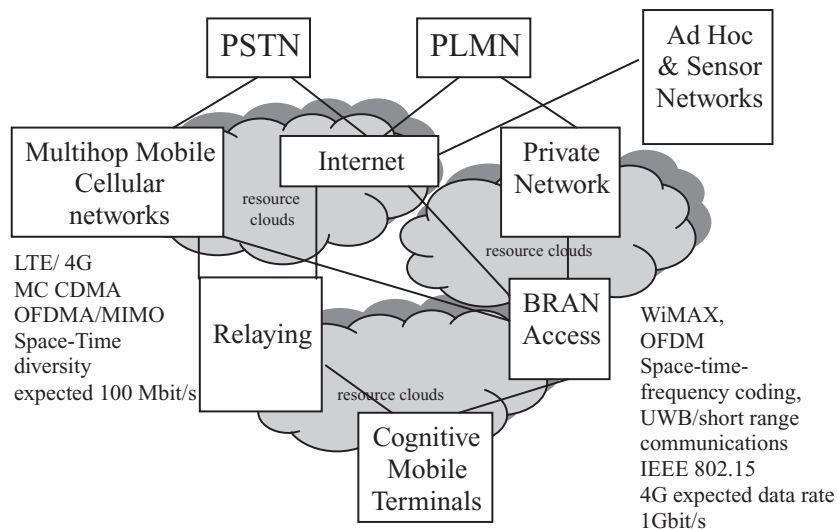 PSTN
PLMN
Ad Hoc
& Sensor
Networks
Multihop Mobile
Cellular
networks
Internet
Private
Network
resource
clouds
resource clouds
LTE/ 4G
MC CDMA
OFDMA/MIMO
Space-Time
diversity
expected 100 Mbit/s
Relaying
BRAN
Access
WiMAX,
OFDM
Space-time-
frequency coding,
UWB/short range
communications
IEEE 802.15
4G expected data rate
1Gbit/s
resource clouds
Cognitive
Mobile
Terminals